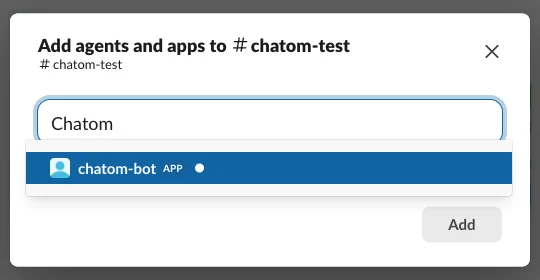 Add agents and apps to # chatom-test
# chatom-test
Chatom
chatom-bot APP
Add